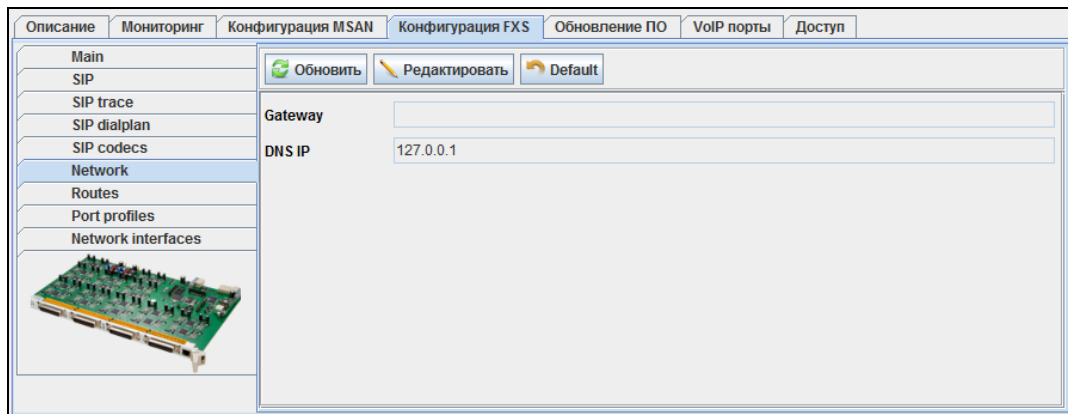 Описание Мониторинг Конфигурация MSAN Конфигурация FXS Обновление ПО VoIP порты Доступ
Main
SIP
SIP trace
SIP dialplan
SIP codecs
Network
Routes
Port profiles
Network interfaces
Обновить Редактировать Default
Gateway
DNS IP 127.0.0.1